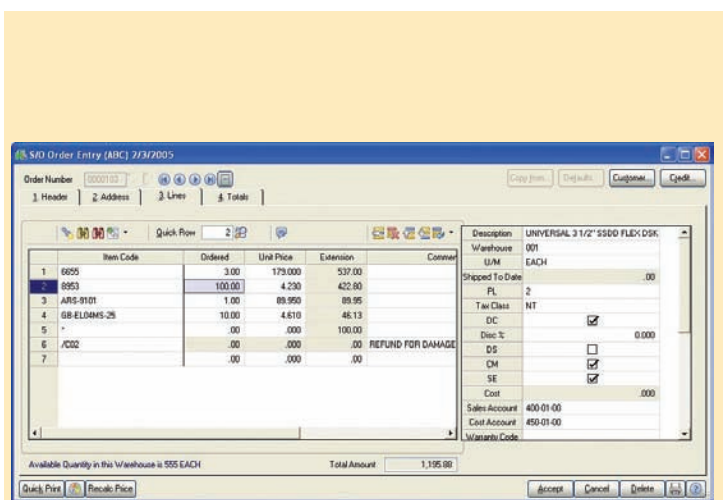 S/O Order Entry (ABC) 2/3/2005
Order Number 0000103 Copy from... Defaults Customer... Credit...
1. Header 2. Address 3. Lines 4. Totals
Quick Row 2
Item Code Ordered Unit Price Extension Commer
1 6655 3.00 179.000 537.00
2 8953 100.00 4.230 422.80
3 ARS-9101 1.00 89.950 89.95
4 GB-EL04MS-25 10.00 4.610 46.13
5 * .00 .000 100.00
6 /C02 .00 .000 .00 REFUND FOR DAMAGE
7 .00 .000 .00
Description UNIVERSAL 3 1/2" SSDD FLEX DSK
Warehouse 001
U/M EACH
Shipped To Date .00
PL 2
Tax Class NT
DC
Disc % 0.000
DS
CM
SE
Cost .000
Sales Account 400-01-00
Cost Account 450-01-00
Warranty Code
Available Quantity in this Warehouse is 555 EACH Total Amount 1,195.88
Quick Print Recalc Price Accept Cancel Delete